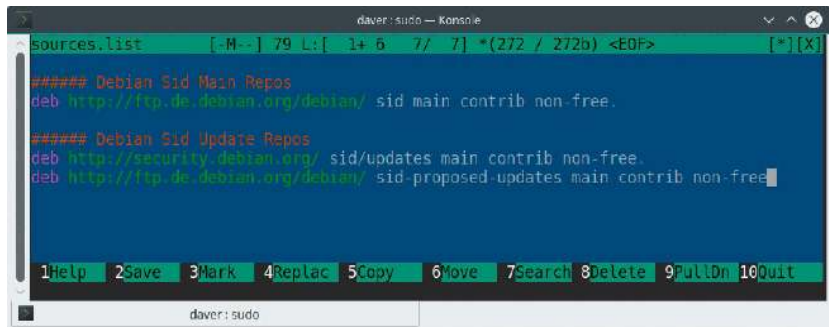 daver : sudo — Konsole
sources.list [-M--] 79 L:[ 1+ 6 7/ 7] *(272 / 272b) <EOF> [*][X]
###### Debian Sid Main Repos
deb http://ftp.de.debian.org/debian/ sid main contrib non-free.
###### Debian Sid Update Repos
deb http://security.debian.org/ sid/updates main contrib non-free.
deb http://ftp.de.debian.org/debian/ sid-proposed-updates main contrib non-free
1Help 2Save 3Mark 4Replac 5Copy 6Move 7Search 8Delete 9PullDn 10Quit
daver : sudo